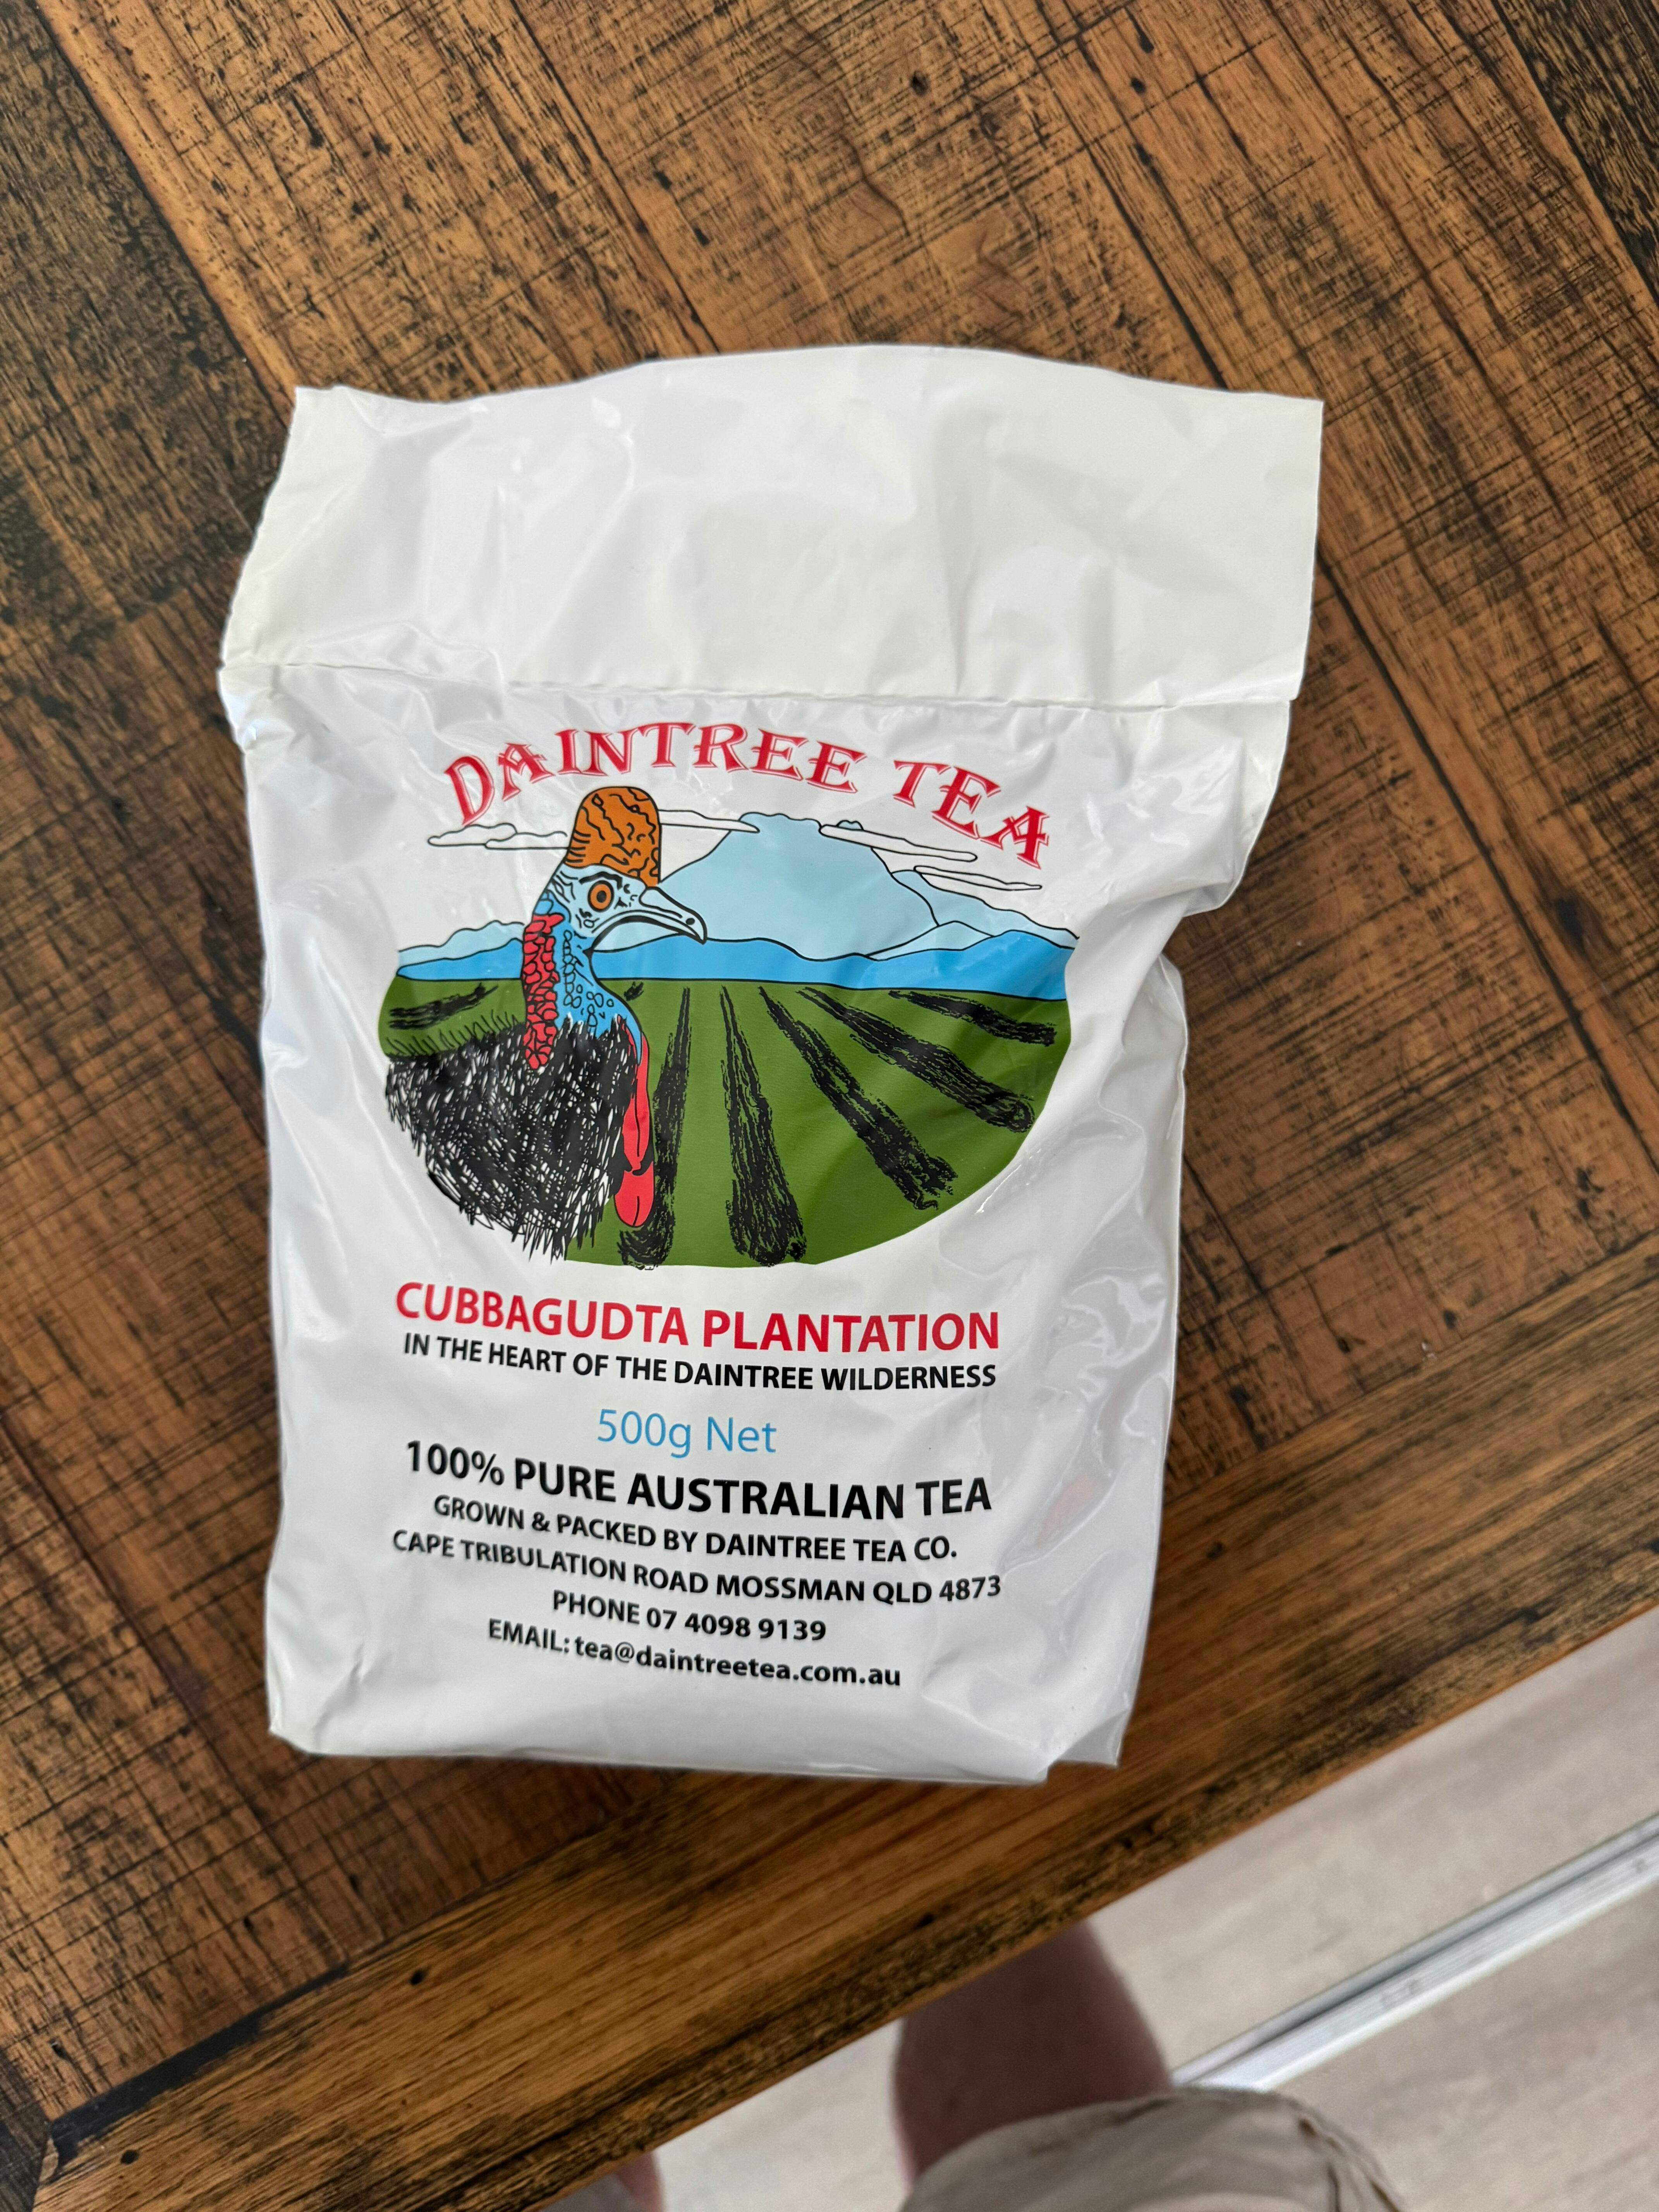 DAINTREE TEA
CUBBAGUDTA PLANTATION
IN THE HEART OF THE DAINTREE WILDERNESS
500g Net
100% PURE AUSTRALIAN TEA
GROWN & PACKED BY DAINTREE TEA CO.
CAPE TRIBULATION ROAD MOSSMAN QLD 4873
PHONE 07 4098 9139
EMAIL: tea@daintreetea.com.au